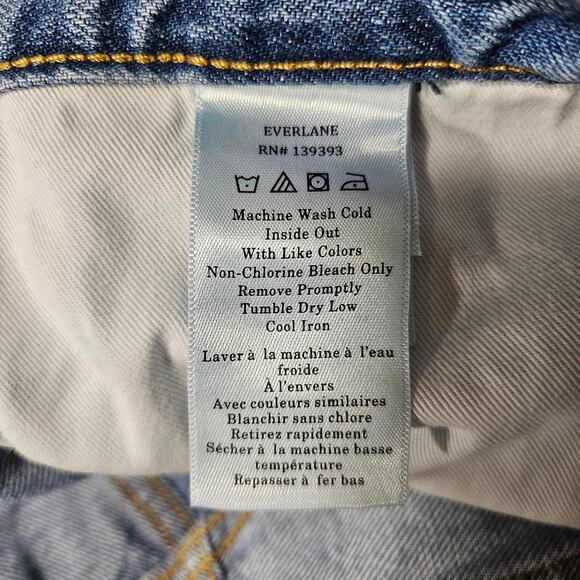 EVERLANE
RN# 139393
Machine Wash Cold
Inside Out
With Like Colors
Non-Chlorine Bleach Only
Remove Promptly
Tumble Dry Low
Cool Iron
Laver à la machine à l'eau
froide
À l'envers
Avec couleurs similaires
Blanchir sans chlore
Retirez rapidement
Sécher à la machine basse
température
Repasser à fer bas